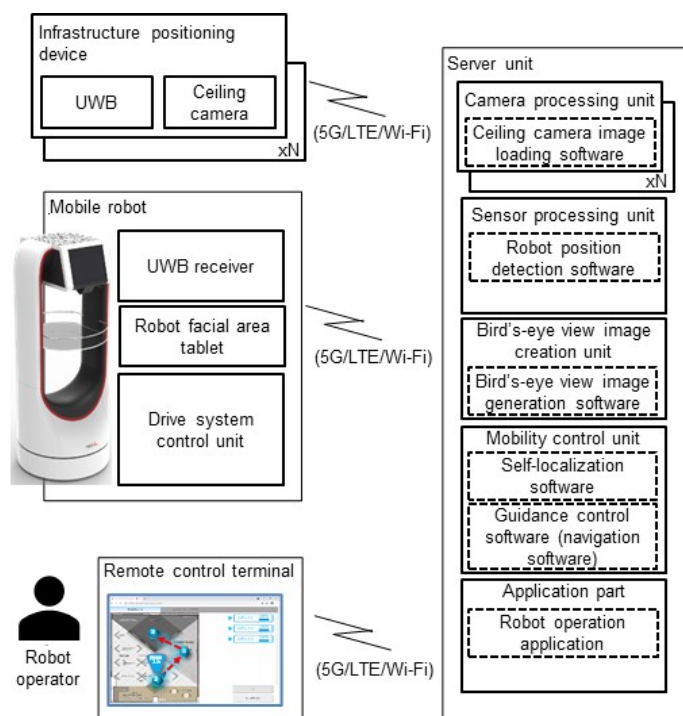 Infrastructure positioning
device
UWB
Ceiling
camera
xN
(5G/LTE/Wi-Fi)
Mobile robot
UWB receiver
Robot facial area
tablet
Drive system
control unit
(5G/LTE/Wi-Fi)
Robot
operator
Remote control terminal
(5G/LTE/Wi-Fi)
Server unit
Camera processing unit
Ceiling camera image
loading software
xN
Sensor processing unit
Robot position
detection software
Bird's-eye view image
creation unit
Bird's-eye view image
generation software
Mobility control unit
Self-localization
software
Guidance control
software (navigation
software)
Application part
Robot operation
application